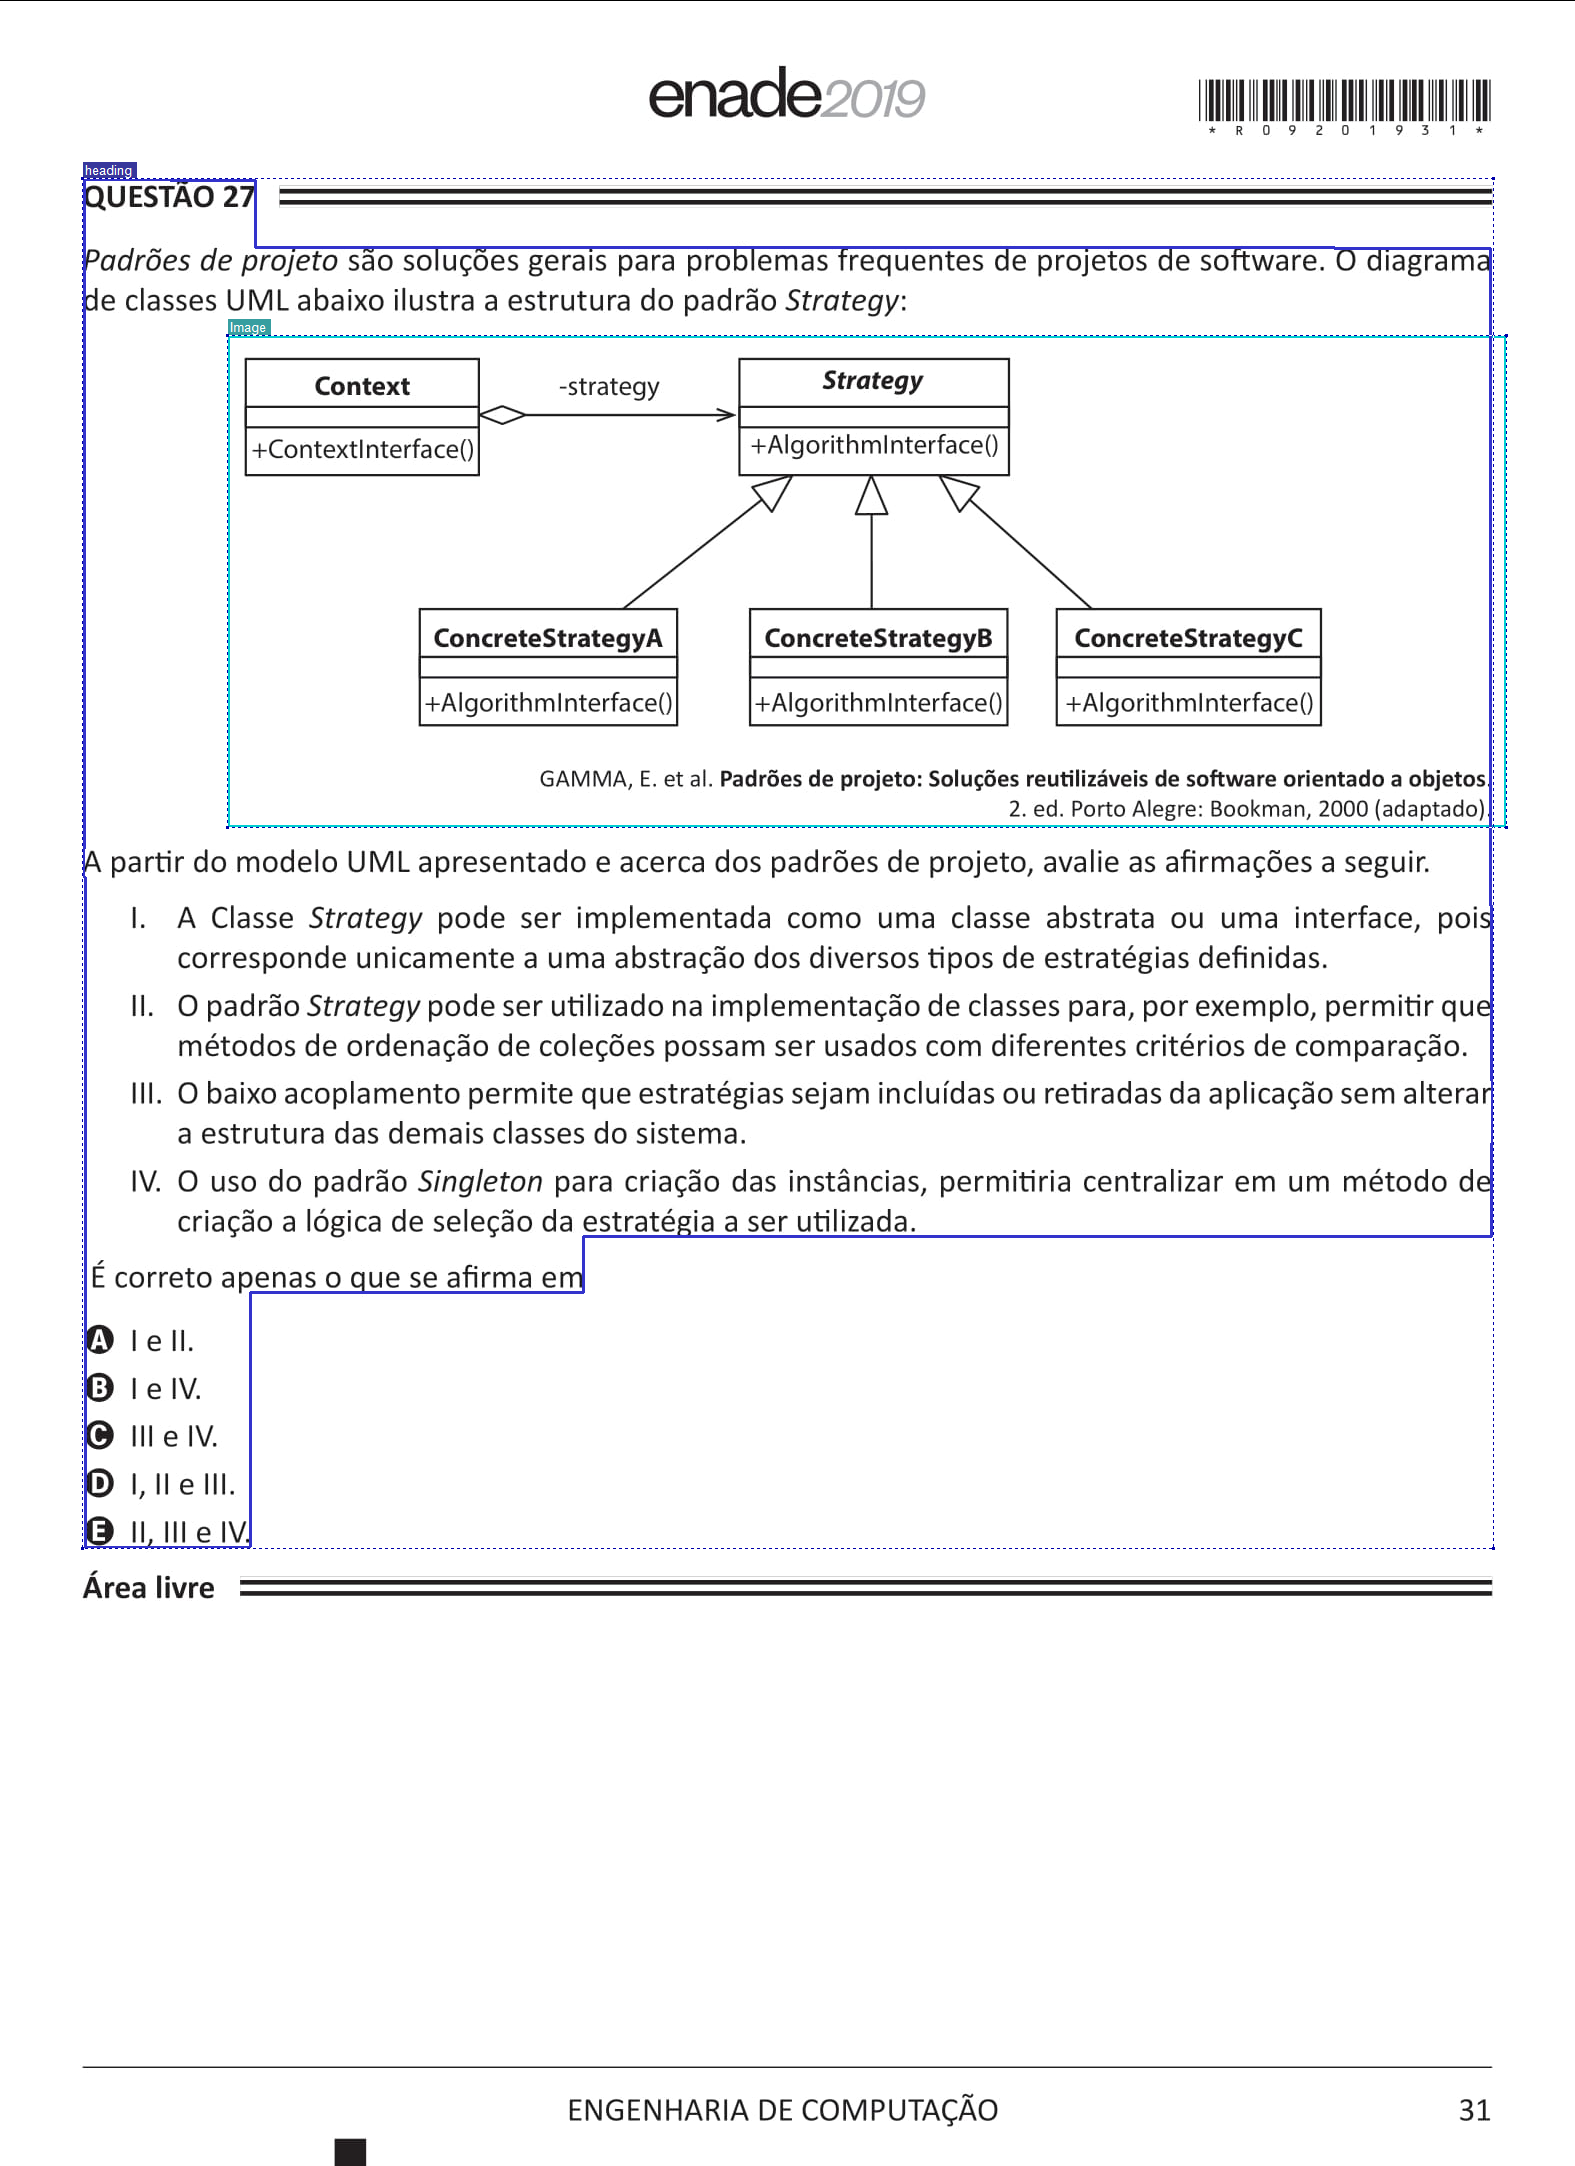 enade2019
*R09201931*
heading
QUESTÃO 27
Padrões de projeto são soluções gerais para problemas frequentes de projetos de software. O diagrama
de classes UML abaixo ilustra a estrutura do padrão Strategy:
Image
Context
-strategy
Strategy
+ContextInterface()
+AlgorithmInterface()
ConcreteStrategyA
ConcreteStrategyB
ConcreteStrategyC
+AlgorithmInterface()
+AlgorithmInterface()
+AlgorithmInterface()
GAMMA, E. et al. Padrões de projeto: Soluções reutilizáveis de software orientado a objetos.
2. ed. Porto Alegre: Bookman, 2000 (adaptado).
A partir do modelo UML apresentado e acerca dos padrões de projeto, avalie as afirmações a seguir.
I. A Classe Strategy pode ser implementada como uma classe abstrata ou uma interface, pois
corresponde unicamente a uma abstração dos diversos tipos de estratégias definidas.
II. O padrão Strategy pode ser utilizado na implementação de classes para, por exemplo, permitir que
métodos de ordenação de coleções possam ser usados com diferentes critérios de comparação.
III. O baixo acoplamento permite que estratégias sejam incluídas ou retiradas da aplicação sem alterar
a estrutura das demais classes do sistema.
IV. O uso do padrão Singleton para criação das instâncias, permitiria centralizar em um método de
criação a lógica de seleção da estratégia a ser utilizada.
É correto apenas o que se afirma em
A I e II.
B I e IV.
C III e IV.
D I, II e III.
E II, III e IV.
Área livre
ENGENHARIA DE COMPUTAÇÃO
31